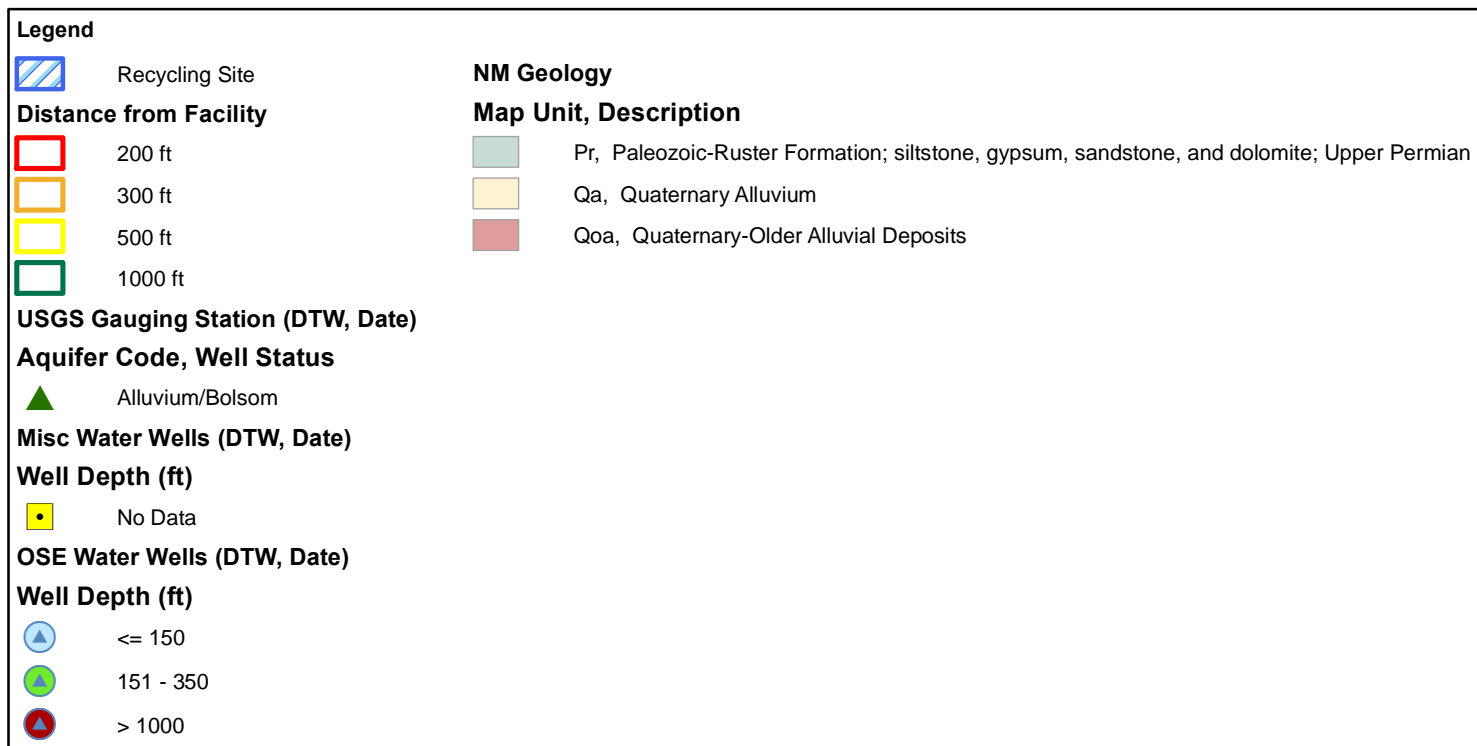 Legend
Recycling Site
Distance from Facility
200 ft
300 ft
500 ft
1000 ft
USGS Gauging Station (DTW, Date)
Aquifer Code, Well Status
Alluvium/Bolsom
Misc Water Wells (DTW, Date)
Well Depth (ft)
No Data
OSE Water Wells (DTW, Date)
Well Depth (ft)
<= 150
151 - 350
> 1000
NM Geology
Map Unit, Description
Pr, Paleozoic-Ruster Formation; siltstone, gypsum, sandstone, and dolomite; Upper Permian
Qa, Quaternary Alluvium
Qoa, Quaternary-Older Alluvial Deposits